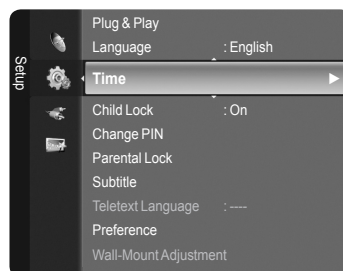 Setup
Plug & Play
Language : English
Time
Child Lock : On
Change PIN
Parental Lock
Subtitle
Teletext Language : ----
Preference
Wall-Mount Adjustment